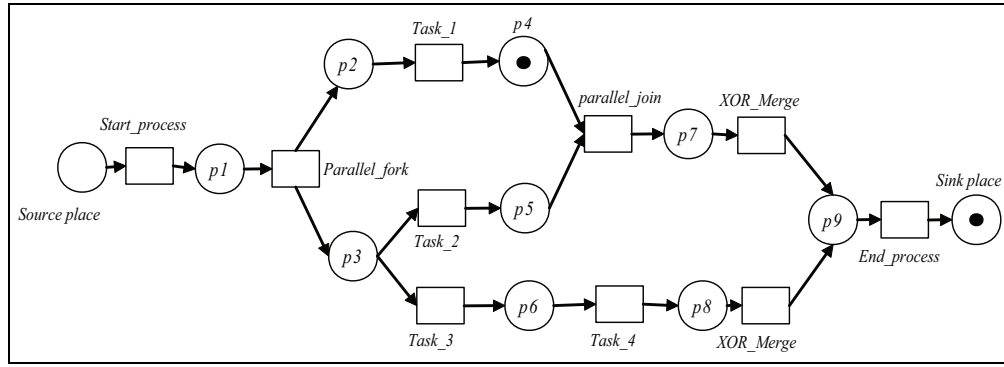 Task_1
p4
p2
parallel_join
XOR_Merge
Start_process
p7
p1
Parallel_fork
Sink place
Source place
Task_2
p5
p9
End_process
p3
p6
p8
Task_3
Task_4
XOR_Merge